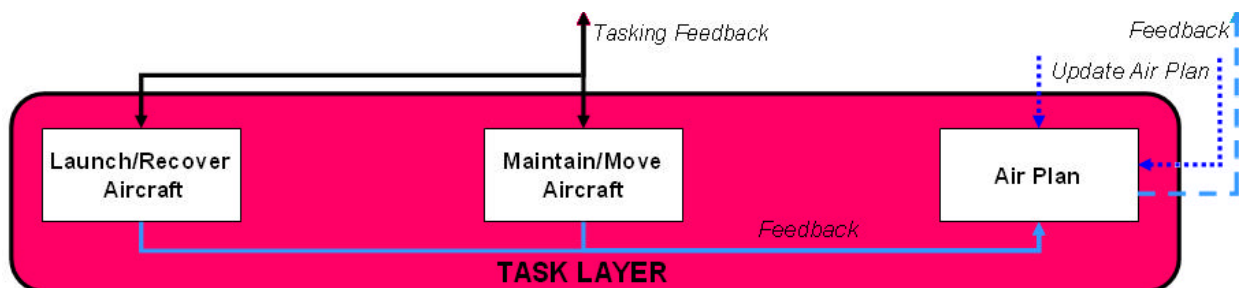 Tasking Feedback
Feedback
Update Air Plan
Launch/Recover
Aircraft
Maintain/Move
Aircraft
Air Plan
Feedback
TASK LAYER